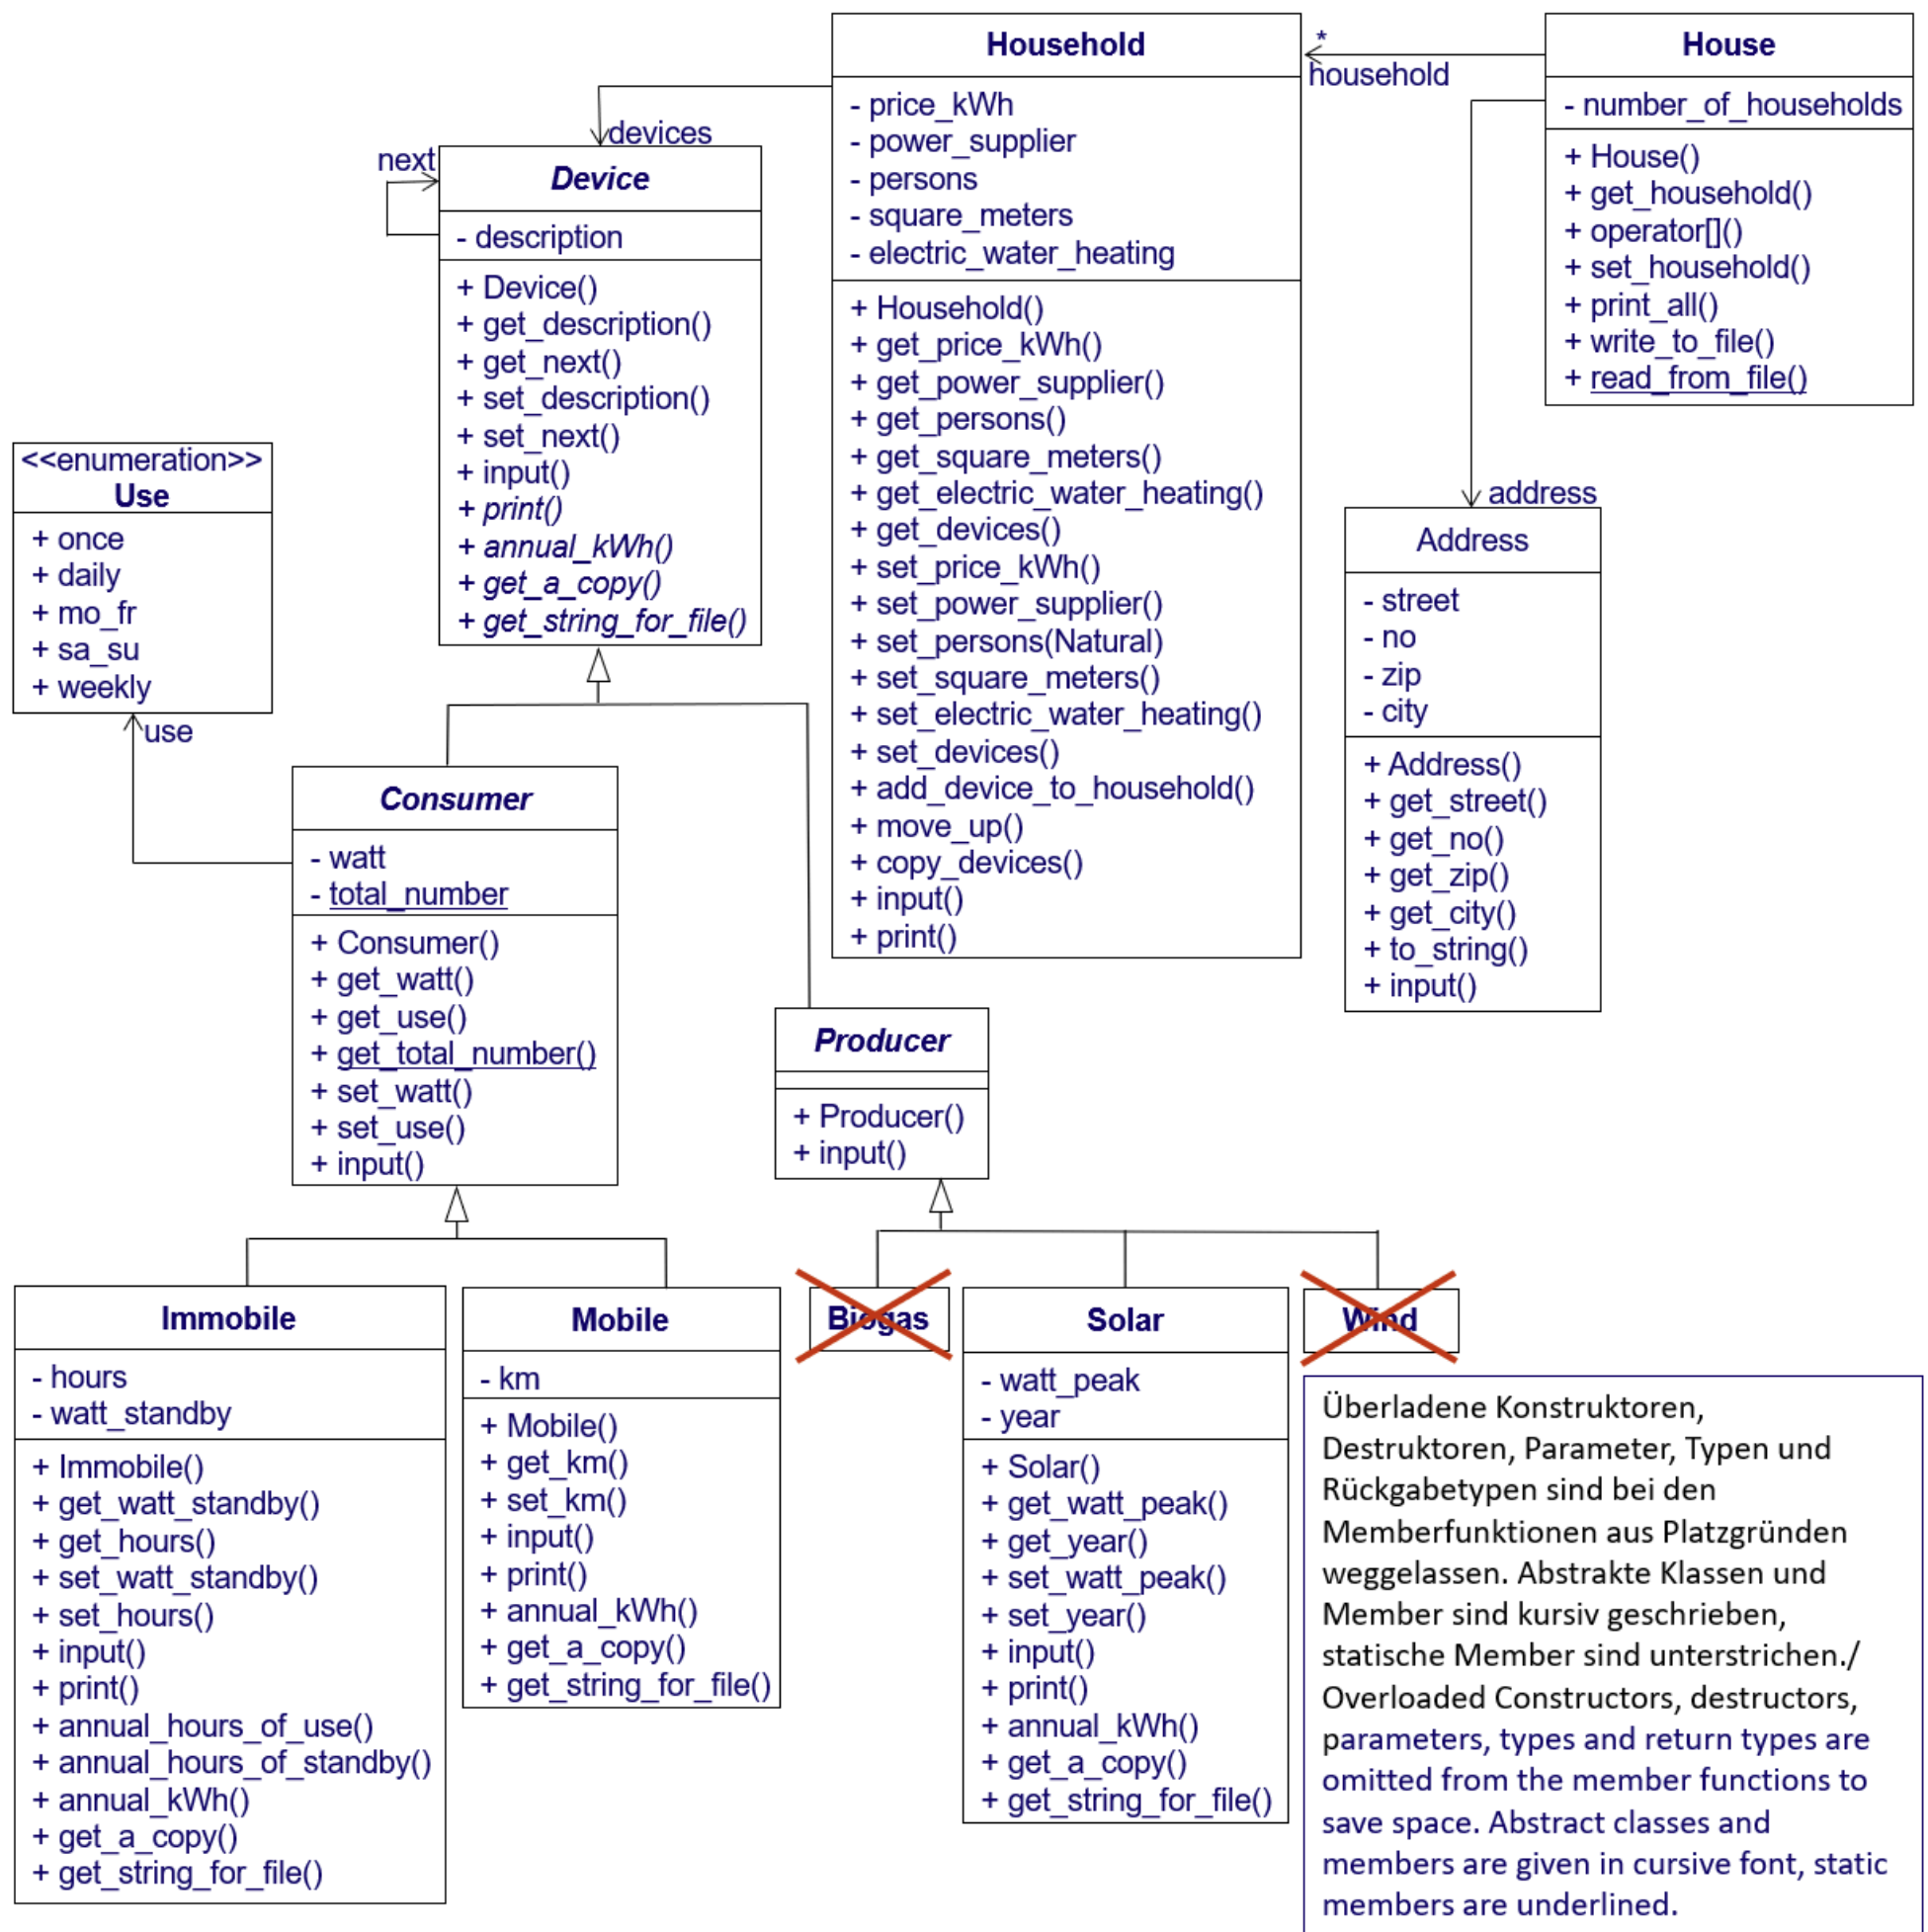 Household
- price_kWh
- power_supplier
- persons
- square_meters
- electric_water_heating
+ Household()
+ get_price_kWh()
+ get_power_supplier()
+ get_persons()
+ get_square_meters()
+ get_electric_water_heating()
+ get_devices()
+ set_price_kWh()
+ set_power_supplier()
+ set_persons(Natural)
+ set_square_meters()
+ set_electric_water_heating()
+ set_devices()
+ add_device_to_household()
+ move_up()
+ copy_devices()
+ input()
+ print()
*
household
House
- number_of_households
+ House()
+ get_household()
+ operator[]()
+ set_household()
+ print_all()
+ write_to_file()
+ read_from_file()
devices
next
Device
- description
+ Device()
+ get_description()
+ get_next()
+ set_description()
+ set_next()
+ input()
+ print()
+ annual_kWh()
+ get_a_copy()
+ get_string_for_file()
<<enumeration>>
Use
+ once
+ daily
+ mo_fr
+ sa_su
+ weekly
use
address
Address
- street
- no
- zip
- city
+ Address()
+ get_street()
+ get_no()
+ get_zip()
+ get_city()
+ to_string()
+ input()
Consumer
- watt
- total_number
+ Consumer()
+ get_watt()
+ get_use()
+ get_total_number()
+ set_watt()
+ set_use()
+ input()
Producer
+ Producer()
+ input()
Immobile
- hours
- watt_standby
+ Immobile()
+ get_watt_standby()
+ get_hours()
+ set_watt_standby()
+ set_hours()
+ input()
+ print()
+ annual_hours_of_use()
+ annual_hours_of_standby()
+ annual_kWh()
+ get_a_copy()
+ get_string_for_file()
Mobile
- km
+ Mobile()
+ get_km()
+ set_km()
+ input()
+ print()
+ annual_kWh()
+ get_a_copy()
+ get_string_for_file()
Biogas
Solar
- watt_peak
- year
+ Solar()
+ get_watt_peak()
+ get_year()
+ set_watt_peak()
+ set_year()
+ input()
+ print()
+ annual_kWh()
+ get_a_copy()
+ get_string_for_file()
Wind
Überladene Konstruktoren,
Destruktoren, Parameter, Typen und
Rückgabetypen sind bei den
Memberfunktionen aus Platzgründen
weggelassen. Abstrakte Klassen und
Member sind kursiv geschrieben,
statische Member sind unterstrichen./
Overloaded Constructors, destructors,
parameters, types and return types are
omitted from the member functions to
save space. Abstract classes and
members are given in cursive font, static
members are underlined.